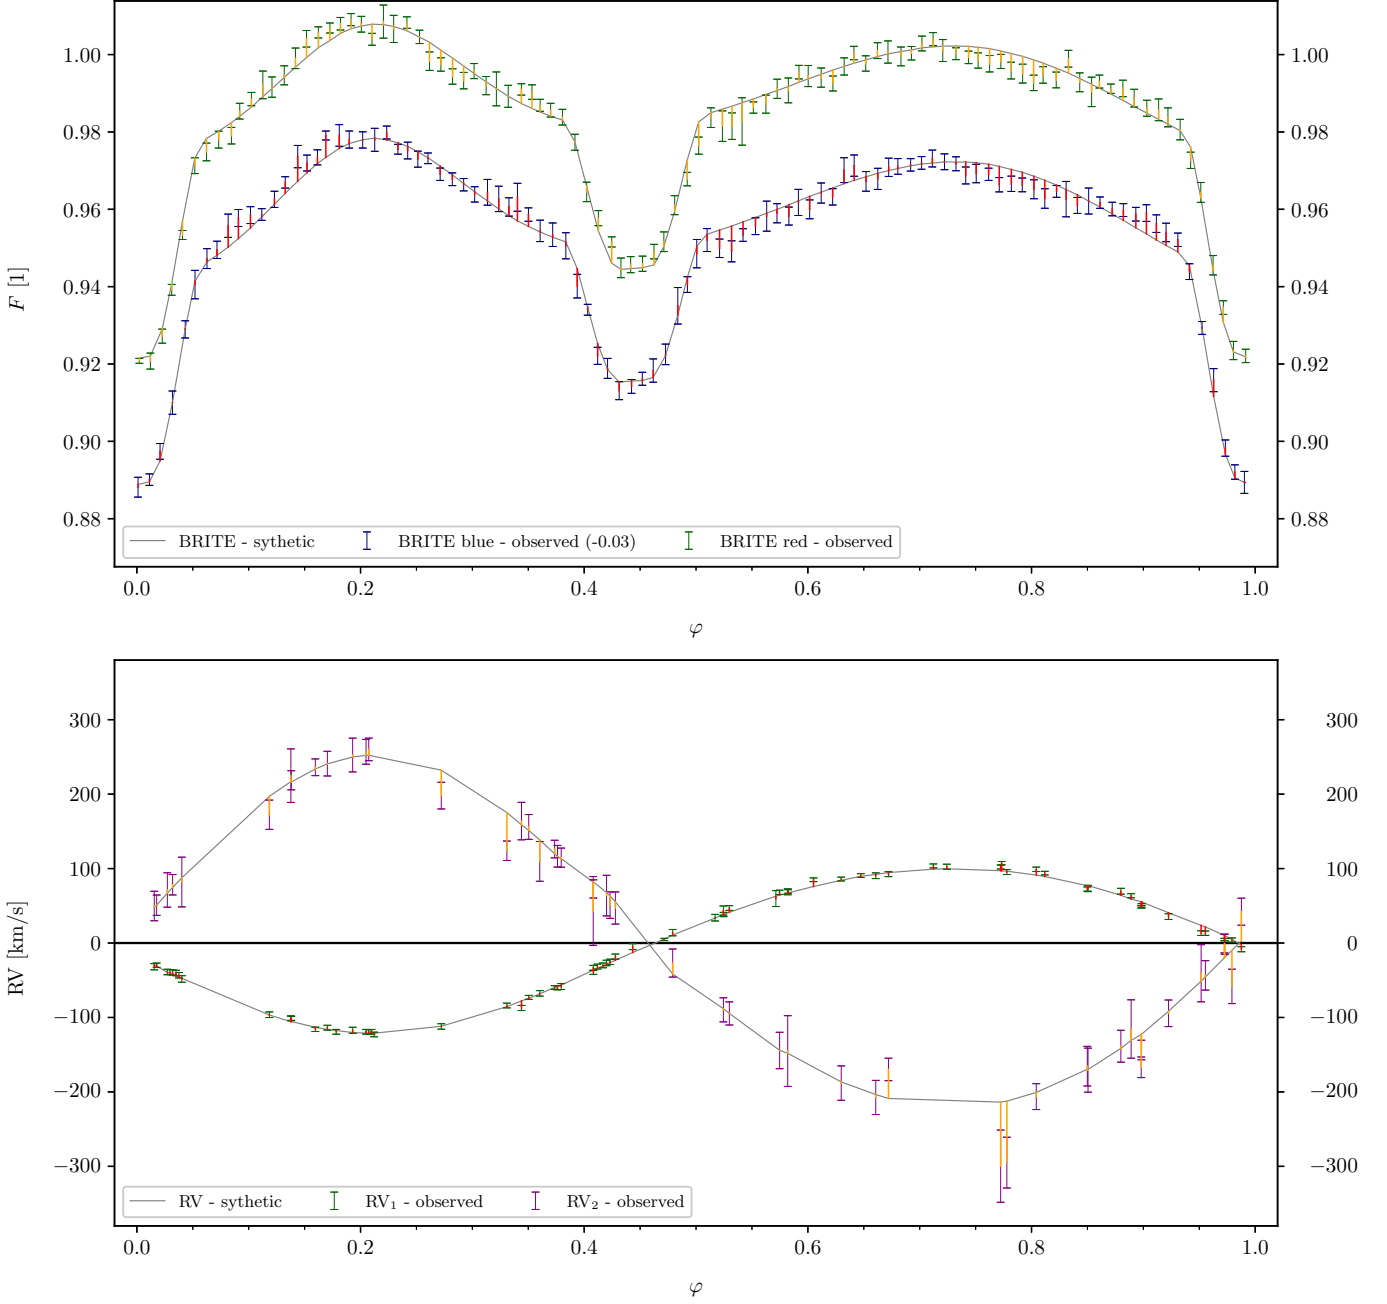 1.00 1.00
0.98 0.98
0.96 0.96
0.94 0.94
F [1]
0.92 0.92
0.90 0.90
0.88 0.88
BRITE - sythetic BRITE blue - observed (-0.03) BRITE red - observed
0.0 0.2 0.4 0.6 0.8 1.0
φ
300 300
200 200
100 100
0 0
RV [km/s]
−100 −100
−200 −200
−300 −300
RV - sythetic RV₁ - observed RV₂ - observed
0.0 0.2 0.4 0.6 0.8 1.0
φ